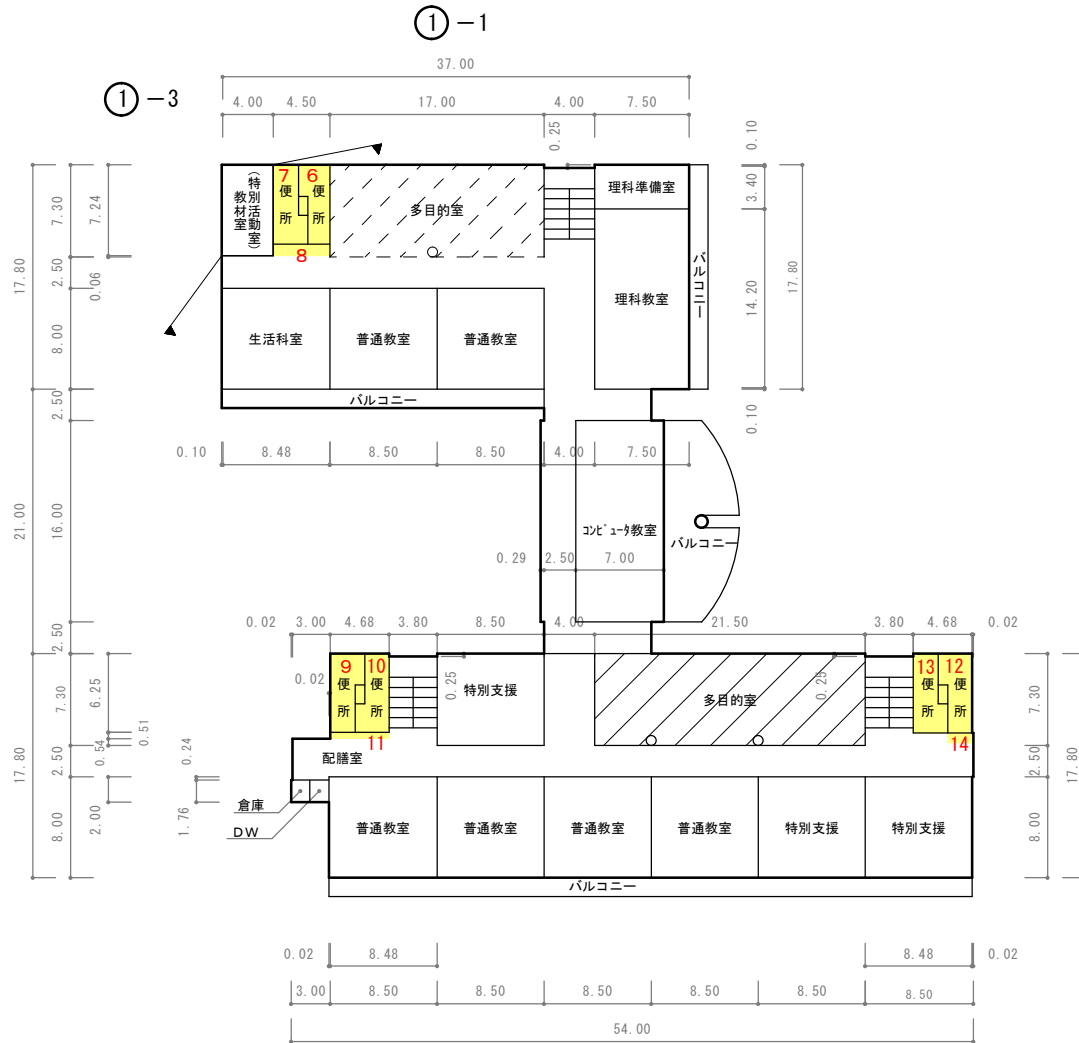 ①－1
①－3
37.00
4.00 4.50 17.00 4.00 7.50
0.25
0.10
3.40
14.20
17.80
0.10
17.80
7.30
2.50
8.00
7.24
0.06
（特別活動室）
教材室
7 便所
6 便所
8
多目的室
理科準備室
理科教室
バルコニー
生活科室
普通教室
普通教室
バルコニー
0.10 8.48 8.50 8.50 4.00 7.50
2.50
21.00
16.00
2.50
コンピュータ教室
バルコニー
0.29 2.50 7.00
0.02 3.00 4.68 3.80 8.50 4.00 21.50 3.80 4.68 0.02
17.80
7.30
2.50
8.00
6.25
0.51
0.54
2.00
0.24
1.76
0.02
9 便所
10 便所
11
0.25
特別支援
多目的室
0.25
13 便所
12 便所
14
7.30
2.50
8.00
17.80
配膳室
倉庫
DW
普通教室
普通教室
普通教室
普通教室
特別支援
特別支援
バルコニー
0.02 8.48 8.48 0.02
3.00 8.50 8.50 8.50 8.50 8.50 8.50
54.00